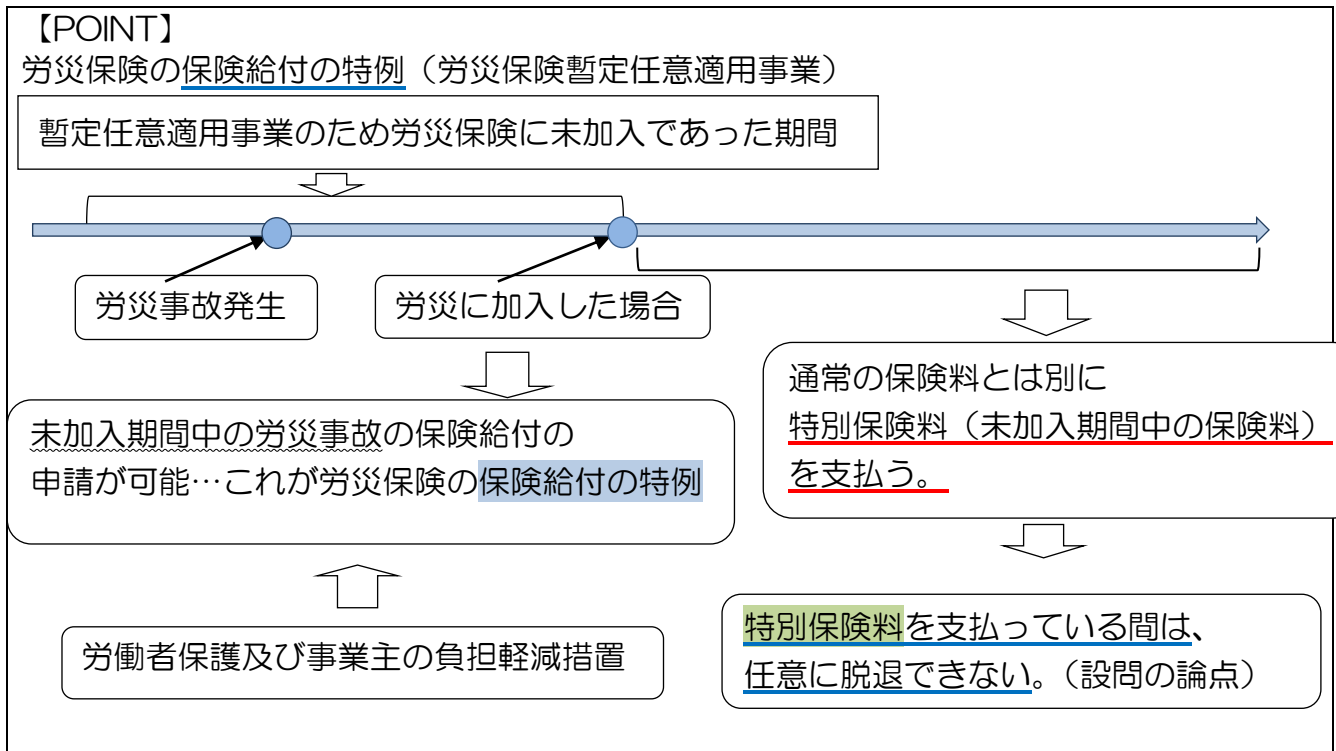 【POINT】
労災保険の保険給付の特例（労災保険暫定任意適用事業）
暫定任意適用事業のため労災保険に未加入であった期間
労災事故発生
労災に加入した場合
未加入期間中の労災事故の保険給付の
申請が可能…これが労災保険の保険給付の特例
労働者保護及び事業主の負担軽減措置
通常の保険料とは別に
特別保険料（未加入期間中の保険料）
を支払う。
特別保険料を支払っている間は、
任意に脱退できない。（設問の論点）